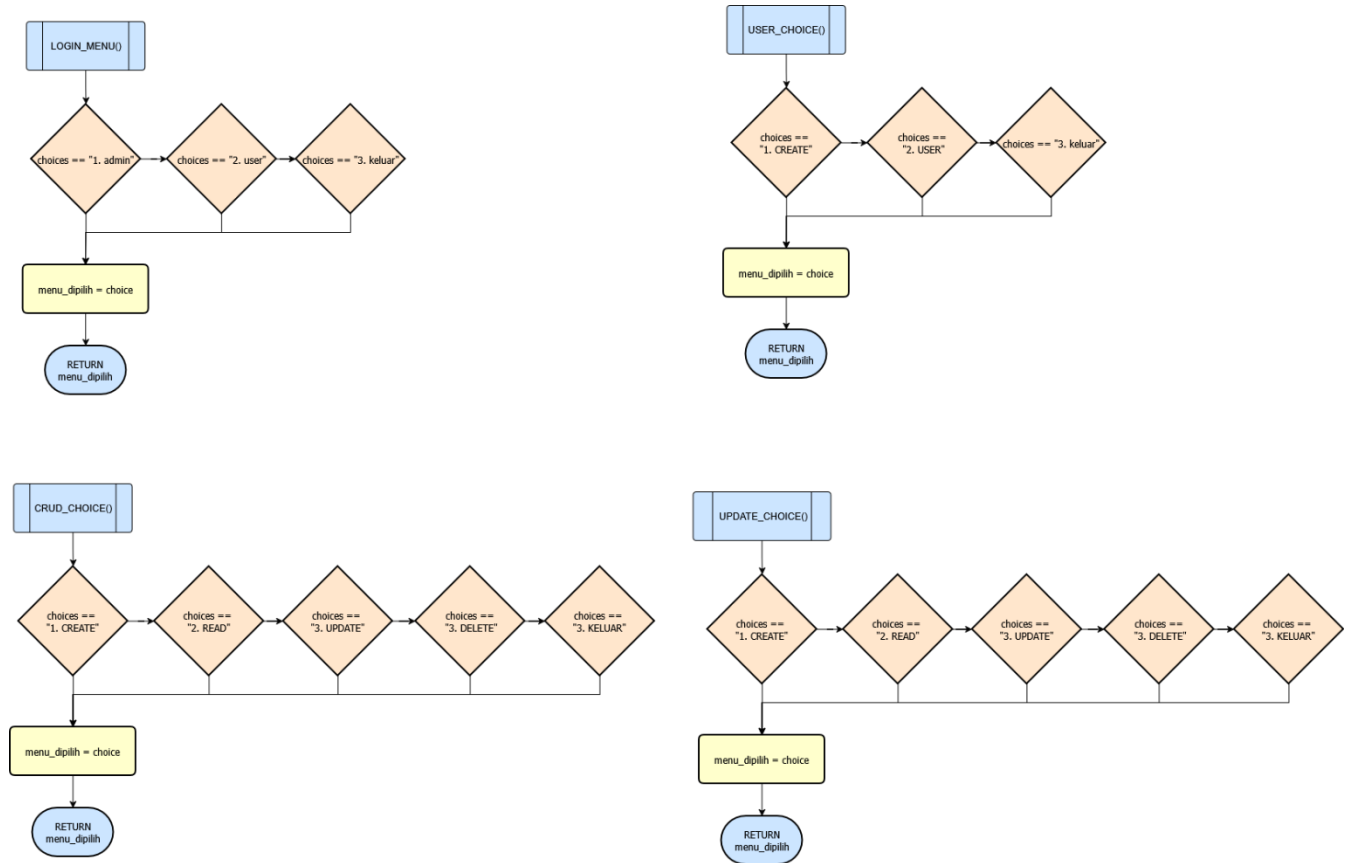 LOGIN_MENU()
choices == "1. admin"
choices == "2. user"
choices == "3. keluar"
menu_dipilih = choice
RETURN
menu_dipilih
USER_CHOICE()
choices ==
"1. CREATE"
choices ==
"2. USER"
choices == "3. keluar"
menu_dipilih = choice
RETURN
menu_dipilih
CRUD_CHOICE()
choices ==
"1. CREATE"
choices ==
"2. READ"
choices ==
"3. UPDATE"
choices ==
"3. DELETE"
choices ==
"3. KELUAR"
menu_dipilih = choice
RETURN
menu_dipilih
UPDATE_CHOICE()
choices ==
"1. CREATE"
choices ==
"2. READ"
choices ==
"3. UPDATE"
choices ==
"3. DELETE"
choices ==
"3. KELUAR"
menu_dipilih = choice
RETURN
menu_dipilih